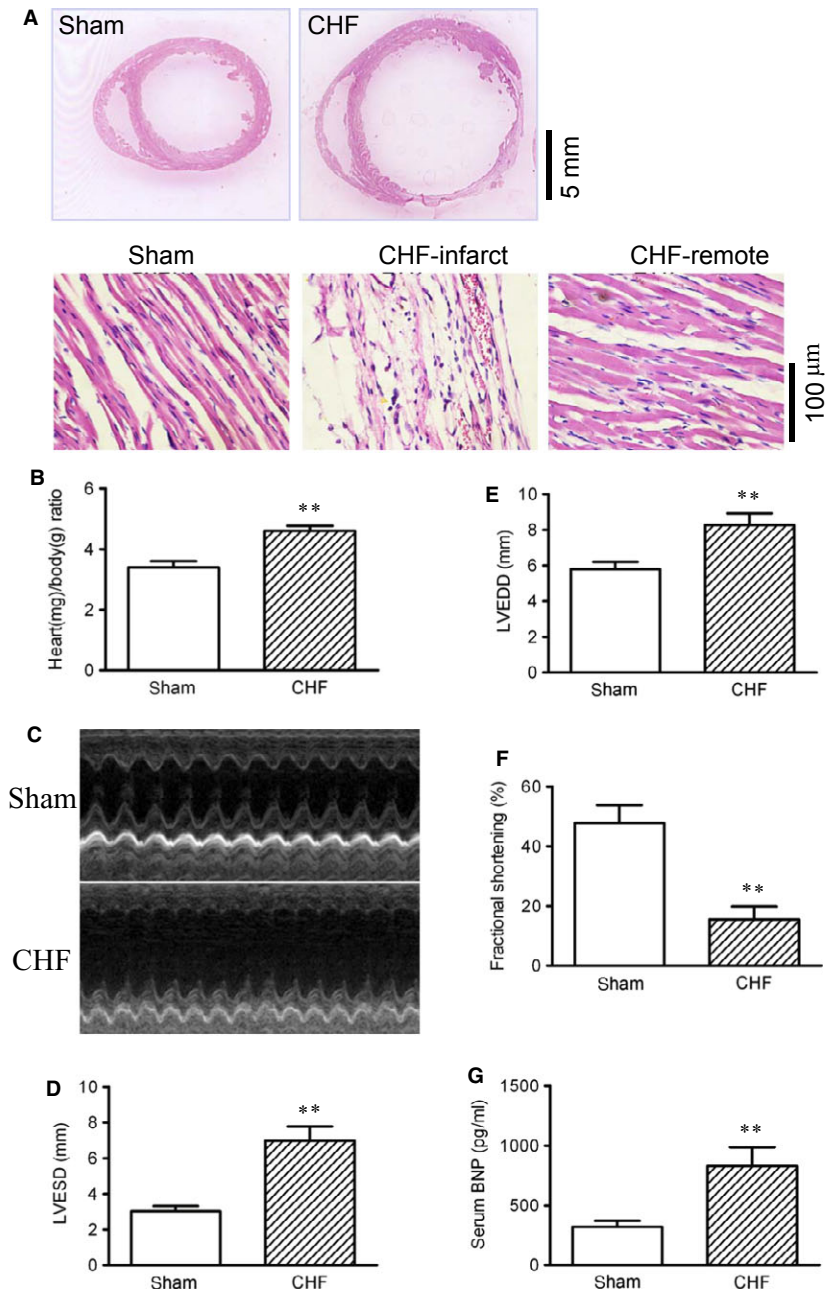 A
Sham
CHF
5 mm
Sham
CHF-infarct
CHF-remote
100 μm
B
Heart(mg)/body(g) ratio
6
4
2
0
**
Sham
CHF
E
LVEDD (mm)
10
8
6
4
2
0
**
Sham
CHF
C
Sham
CHF
F
Fractional shortening (%)
60
40
20
0
**
Sham
CHF
D
LVESD (mm)
10
8
6
4
2
0
**
Sham
CHF
G
Serum BNP (pg/ml)
1500
1000
500
0
**
Sham
CHF